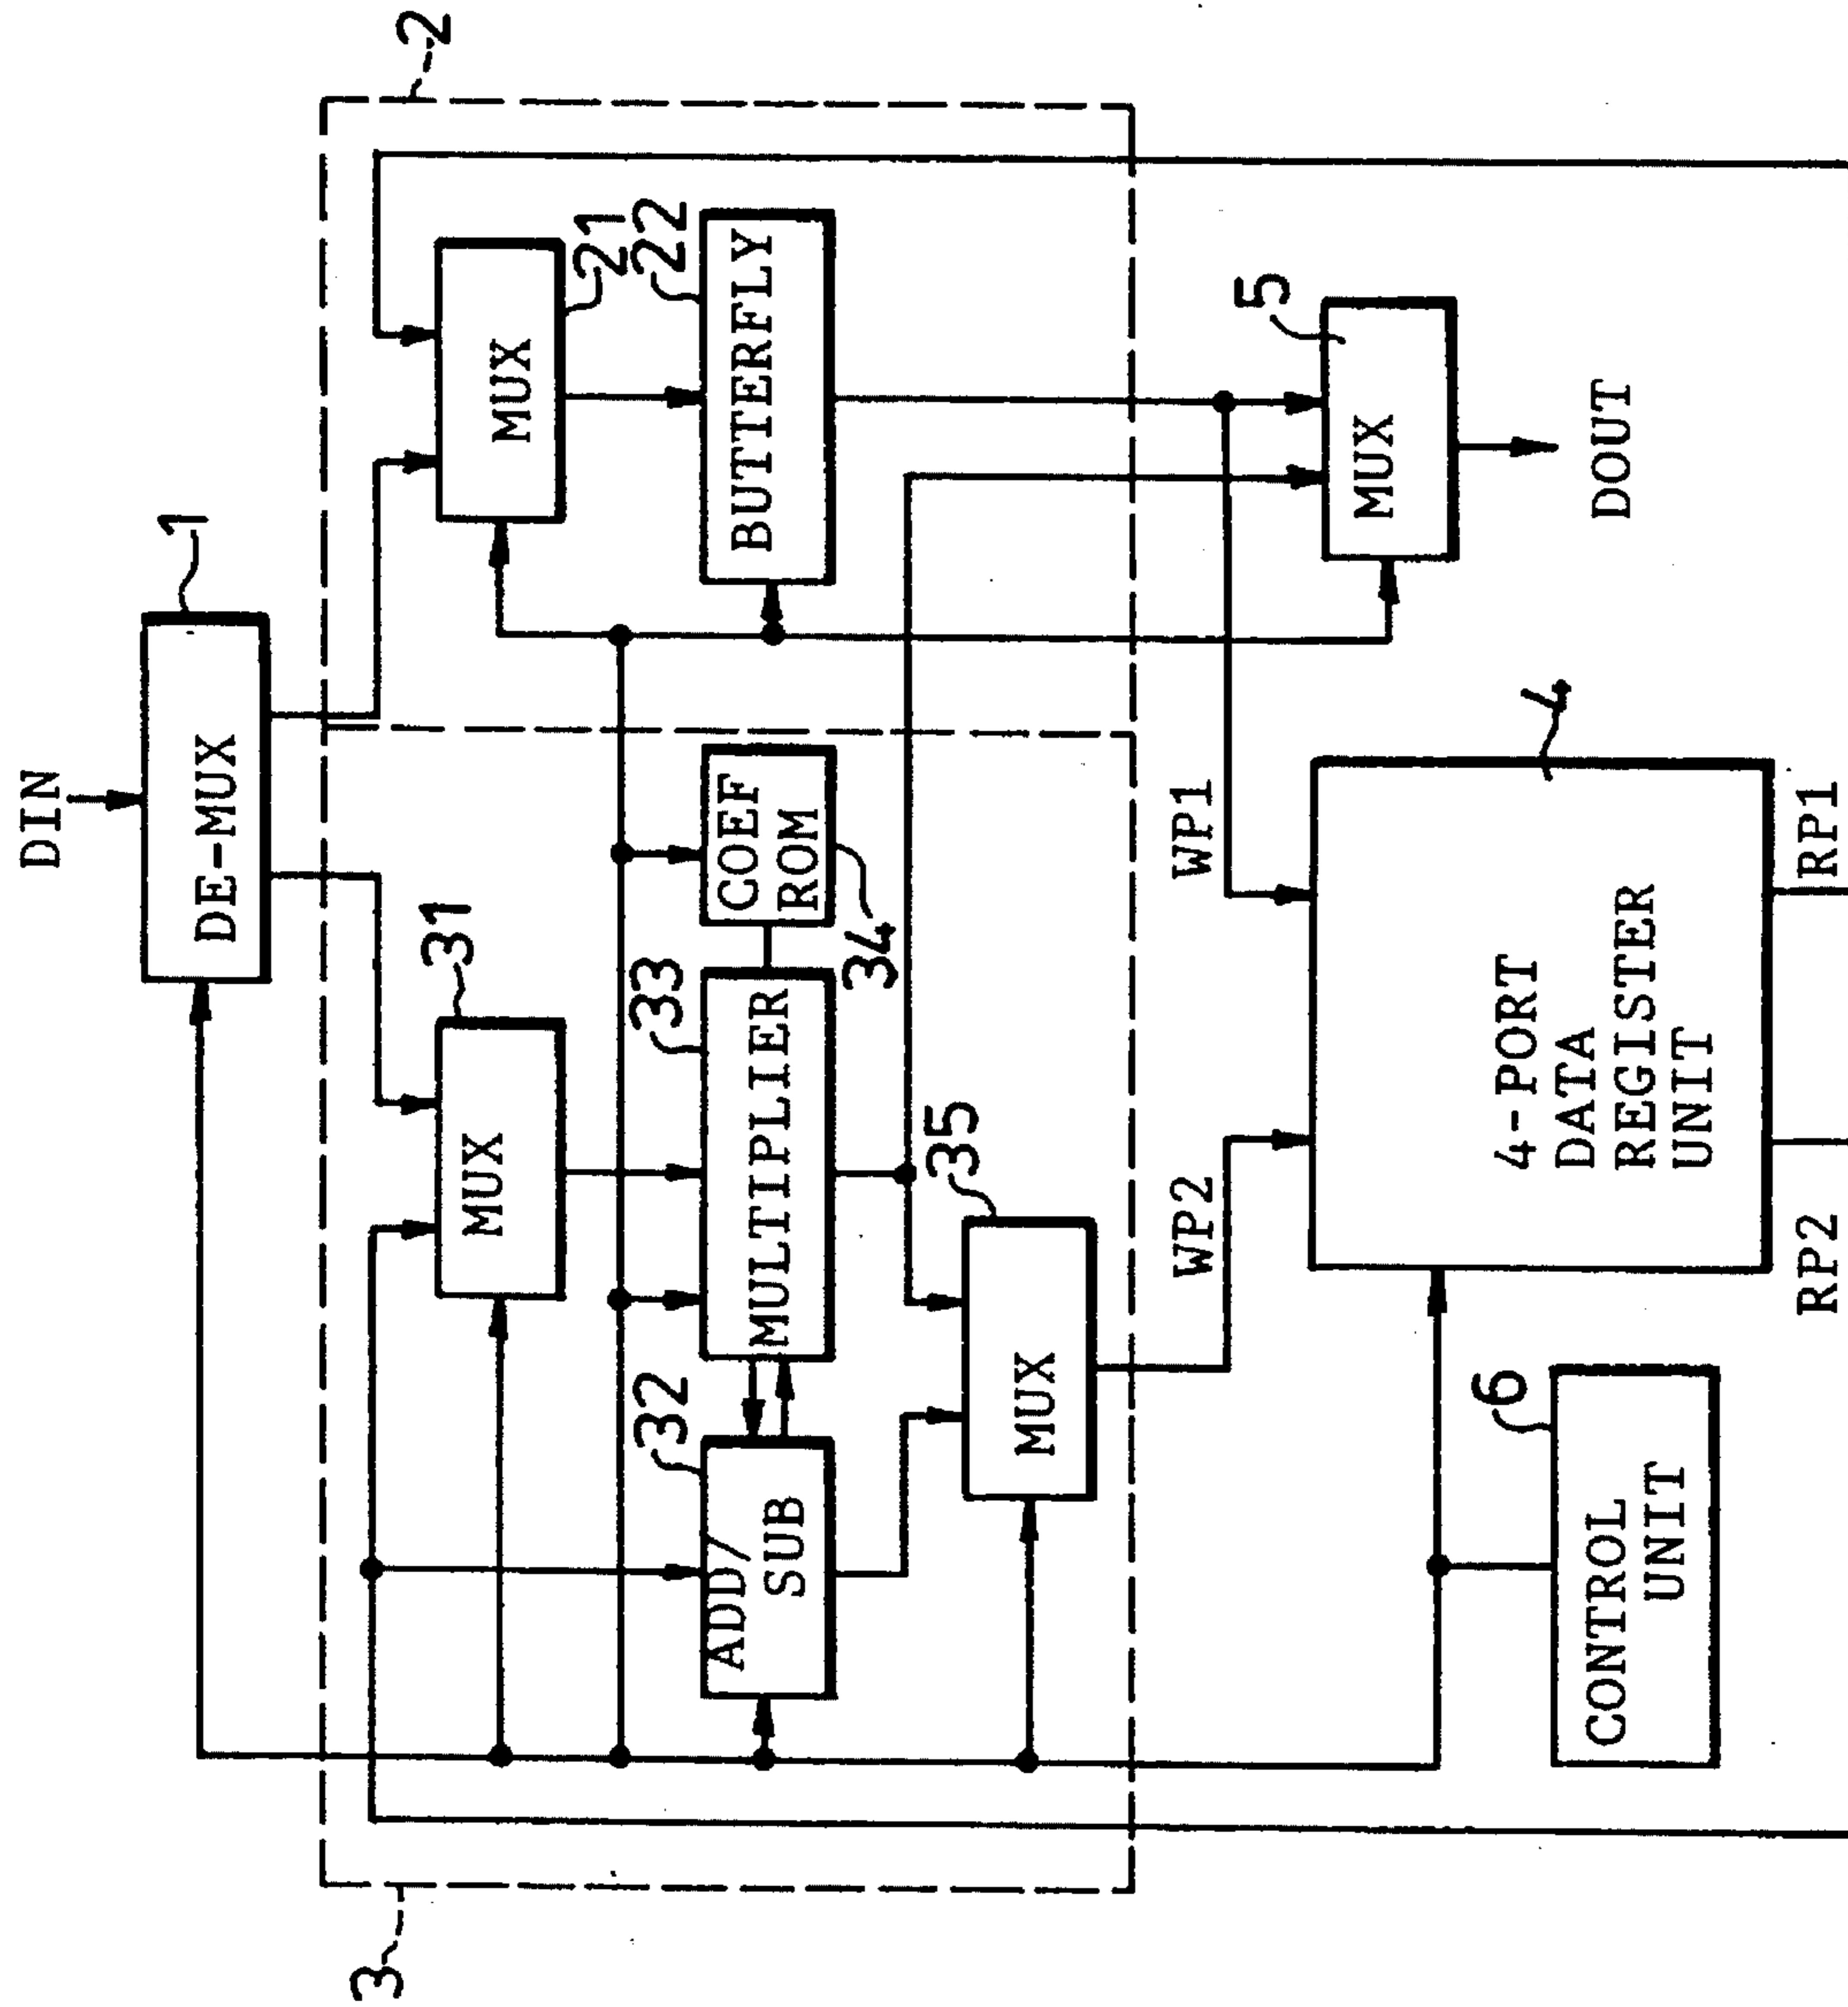 DIN
1
DE-MUX
2
3
31
MUX
MUX
21
32
ADD/
SUB
33
MULTIPLIER
COEF
ROM
34
22
BUTTERFLY
35
MUX
WP2
WP1
5
MUX
DOUT
4
4-PORT
DATA
REGISTER
UNIT
6
CONTROL
UNIT
RP2
RP1